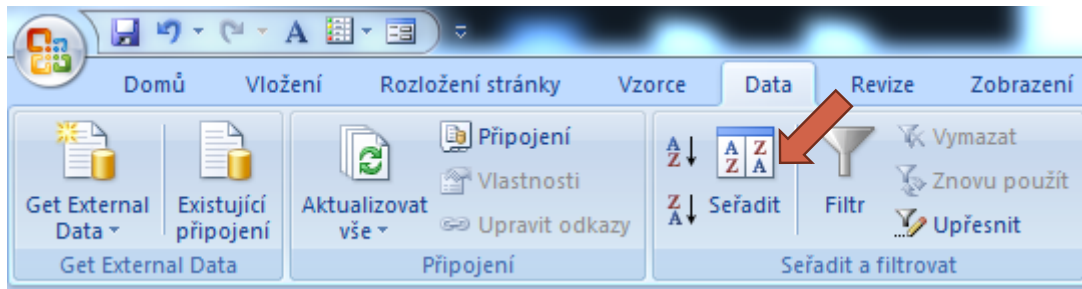 Domů Vložení Rozložení stránky Vzorce Data Revize Zobrazení
Get External
Data
Existující
připojení
Get External Data
Aktualizovat
vše
Připojení
Vlastnosti
Upravit odkazy
Připojení
A
Z
Z
A
A Z
Z A
Seřadit
Filtr
Vymazat
Znovu použít
Upřesnit
Seřadit a filtrovat